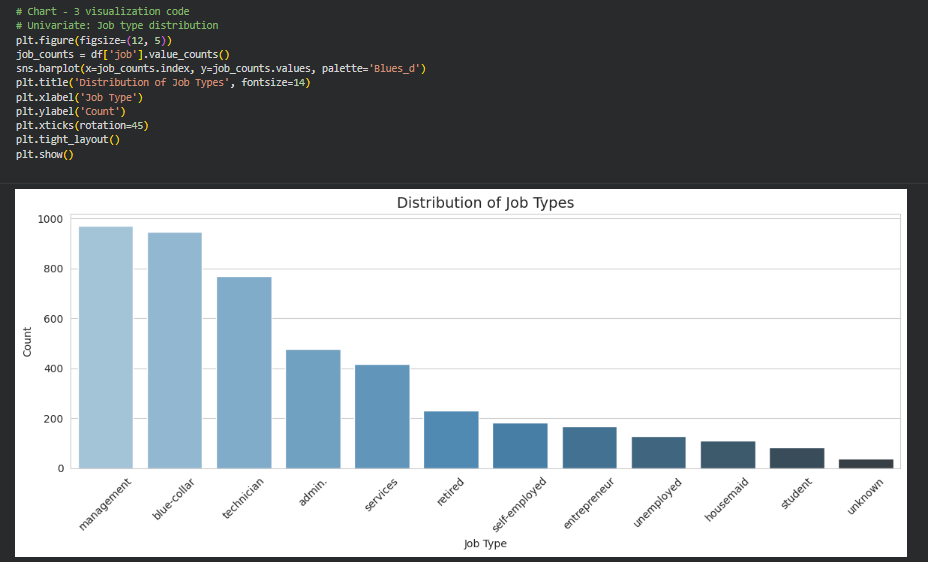 # Chart - 3 visualization code
# Univariate: Job type distribution
plt.figure(figsize=(12, 5))
job_counts = df['job'].value_counts()
sns.barplot(x=job_counts.index, y=job_counts.values, palette='Blues_d')
plt.title('Distribution of Job Types', fontsize=14)
plt.xlabel('Job Type')
plt.ylabel('Count')
plt.xticks(rotation=45)
plt.tight_layout()
plt.show()
Distribution of Job Types
1000
800
600
400
200
0
Count
management
blue-collar
technician
admin.
services
retired
self-employed
entrepreneur
unemployed
housemaid
student
unknown
Job Type